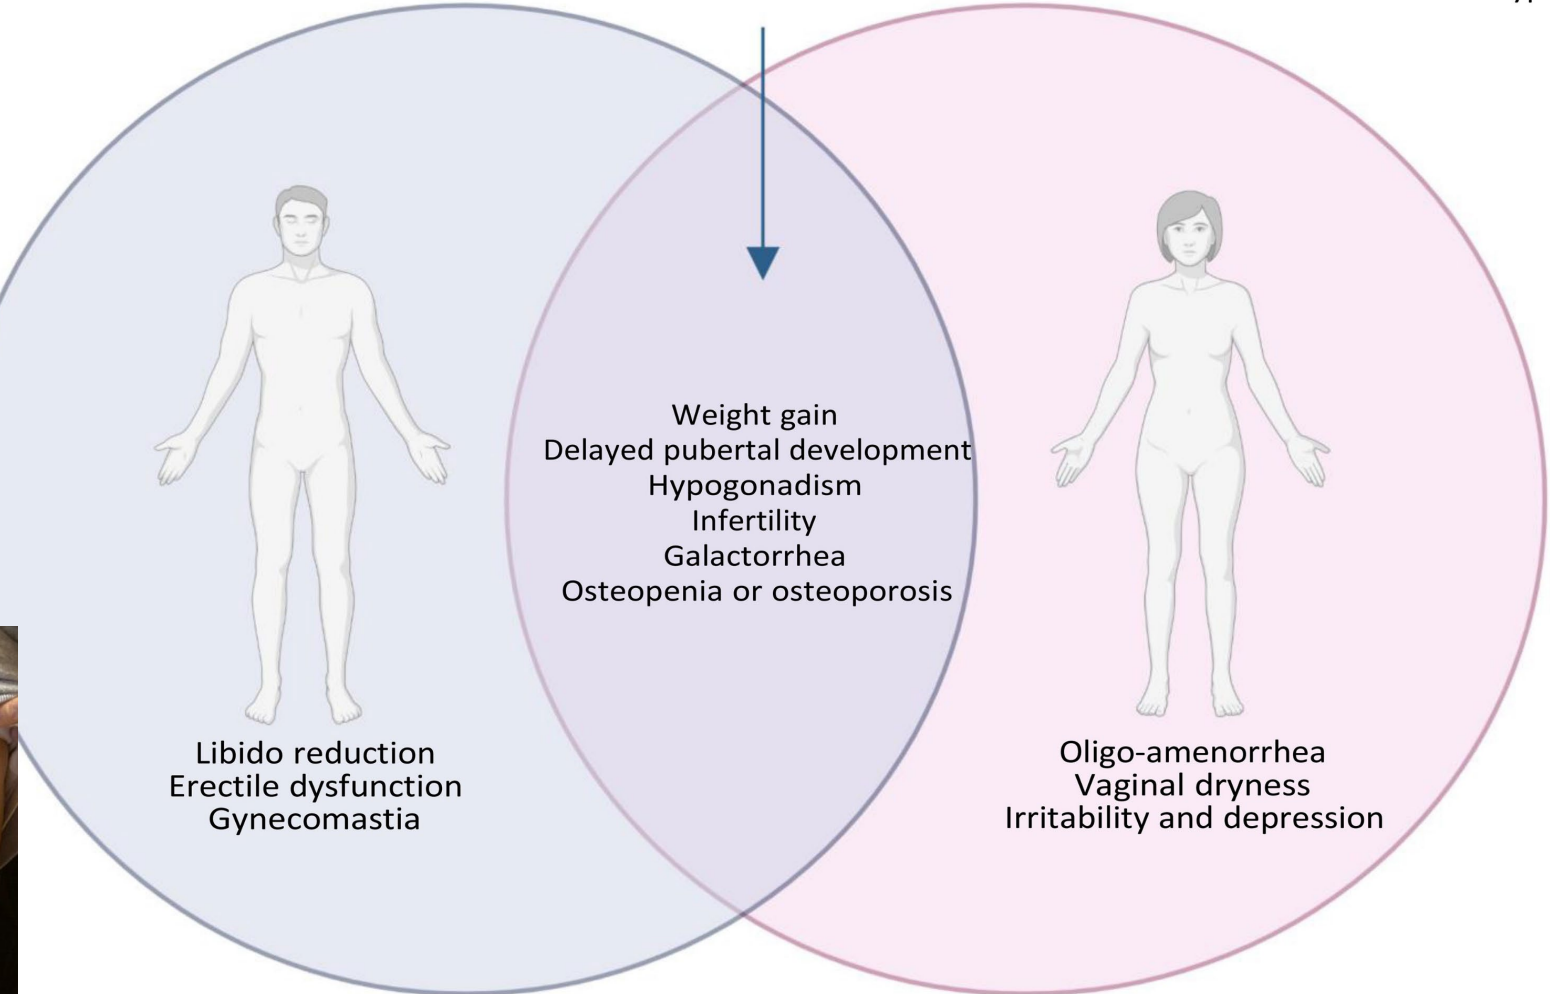 Weight gain
Delayed pubertal development
Hypogonadism
Infertility
Galactorrhea
Osteopenia or osteoporosis
Libido reduction
Erectile dysfunction
Gynecomastia
Oligo-amenorrhea
Vaginal dryness
Irritability and depression